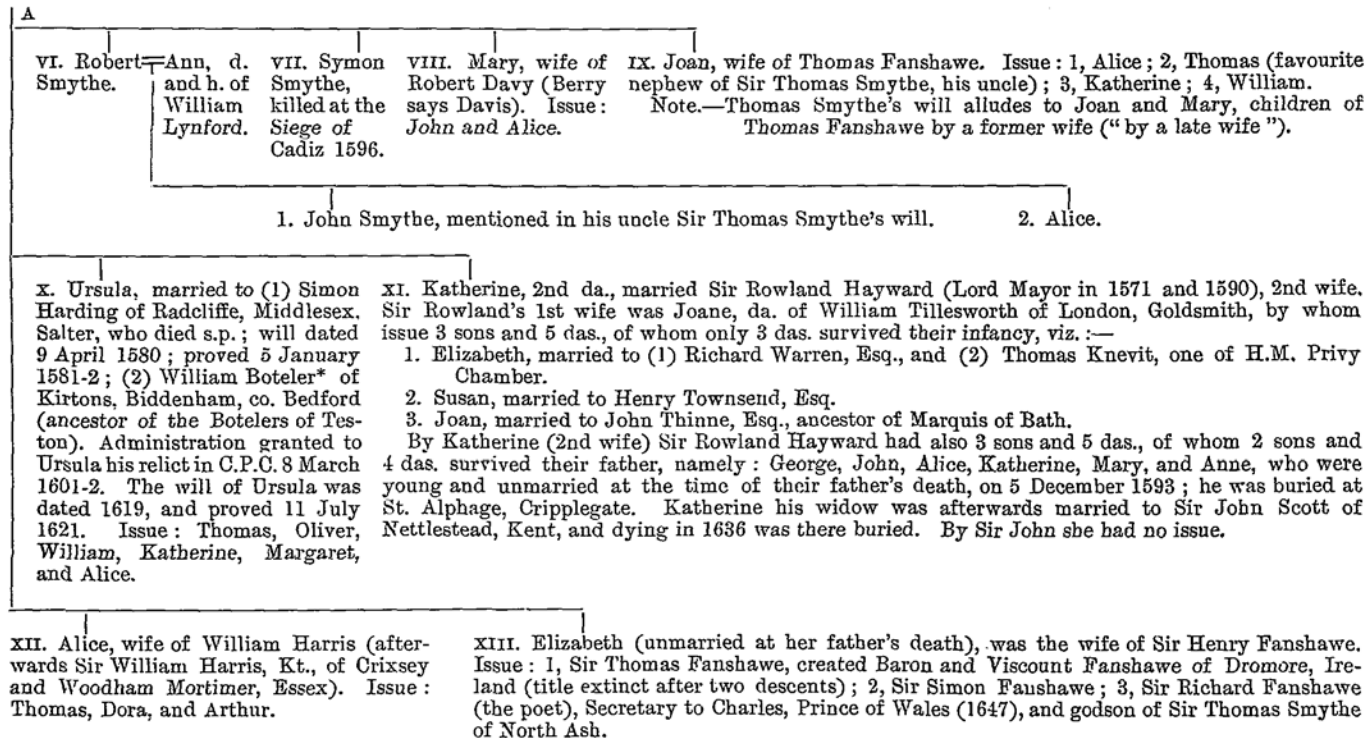 A
VI. Robert=Ann, d.
Smythe. and h. of
William
Lynford.
VII. Symon
Smythe,
killed at the
Siege of
Cadiz 1596.
VIII. Mary, wife of
Robert Davy (Berry
says Davis). Issue:
John and Alice.
IX. Joan, wife of Thomas Fanshawe. Issue: 1, Alice; 2, Thomas (favourite
nephew of Sir Thomas Smythe, his uncle); 3, Katherine; 4, William.
Note.—Thomas Smythe's will alludes to Joan and Mary, children of
Thomas Fanshawe by a former wife ("by a late wife").
1. John Smythe, mentioned in his uncle Sir Thomas Smythe's will.
2. Alice.
X. Ursula, married to (1) Simon
Harding of Radcliffe, Middlesex,
Salter, who died s.p.; will dated
9 April 1580; proved 5 January
1581-2; (2) William Boteler* of
Kirtons, Biddenham, co. Bedford
(ancestor of the Botelers of Tes-
ton). Administration granted to
Ursula his relict in C.P.C. 8 March
1601-2. The will of Ursula was
dated 1619, and proved 11 July
1621. Issue: Thomas, Oliver,
William, Katherine, Margaret,
and Alice.
XI. Katherine, 2nd da., married Sir Rowland Hayward (Lord Mayor in 1571 and 1590), 2nd wife.
Sir Rowland's 1st wife was Joane, da. of William Tillesworth of London, Goldsmith, by whom
issue 3 sons and 5 das., of whom only 3 das. survived their infancy, viz.:—
1. Elizabeth, married to (1) Richard Warren, Esq., and (2) Thomas Knevit, one of H.M. Privy
Chamber.
2. Susan, married to Henry Townsend, Esq.
3. Joan, married to John Thinne, Esq., ancestor of Marquis of Bath.
By Katherine (2nd wife) Sir Rowland Hayward had also 3 sons and 5 das., of whom 2 sons and
4 das. survived their father, namely: George, John, Alice, Katherine, Mary, and Anne, who were
young and unmarried at the time of their father's death, on 5 December 1593; he was buried at
St. Alphage, Cripplegate. Katherine his widow was afterwards married to Sir John Scott of
Nettlestead, Kent, and dying in 1636 was there buried. By Sir John she had no issue.
XII. Alice, wife of William Harris (after-
wards Sir William Harris, Kt., of Crixsey
and Woodham Mortimer, Essex). Issue:
Thomas, Dora, and Arthur.
XIII. Elizabeth (unmarried at her father's death), was the wife of Sir Henry Fanshawe.
Issue: 1, Sir Thomas Fanshawe, created Baron and Viscount Fanshawe of Dromore, Ire-
land (title extinct after two descents); 2, Sir Simon Fanshawe; 3, Sir Richard Fanshawe
(the poet), Secretary to Charles, Prince of Wales (1647), and godson of Sir Thomas Smythe
of North Ash.